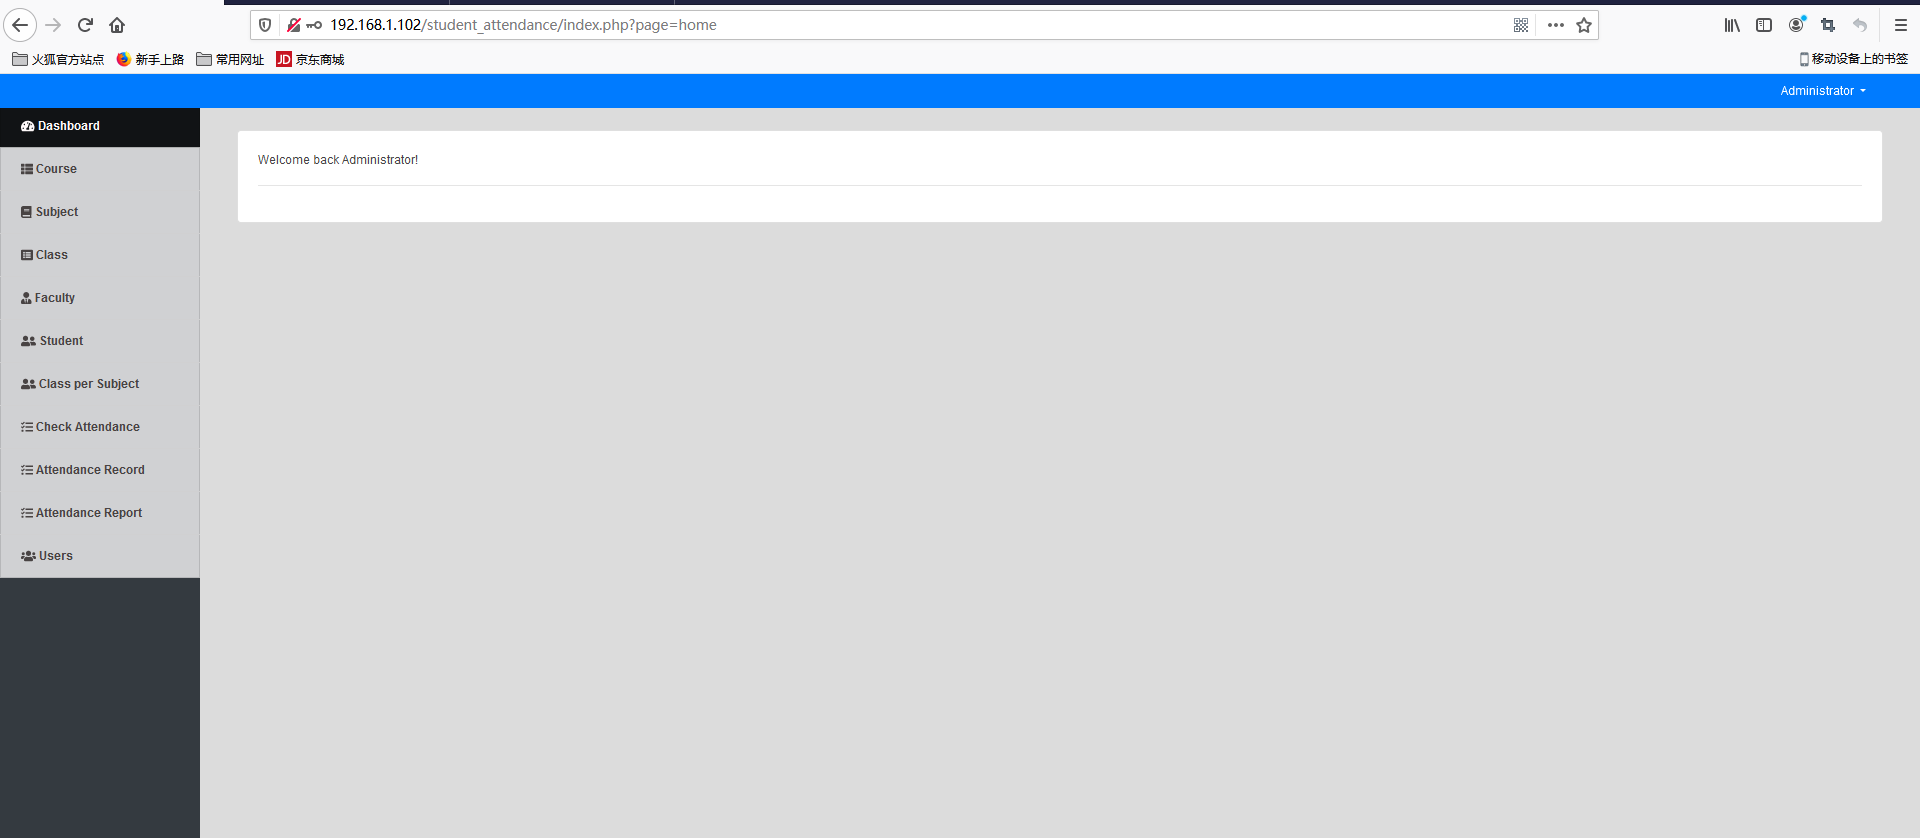 192.168.1.102/student_attendance/index.php?page=home
火狐官方站点 新手上路 常用网址 JD 京东商城 移动设备上的书签
Administrator
Dashboard
Course
Subject
Class
Faculty
Student
Class per Subject
Check Attendance
Attendance Record
Attendance Report
Users
Welcome back Administrator!